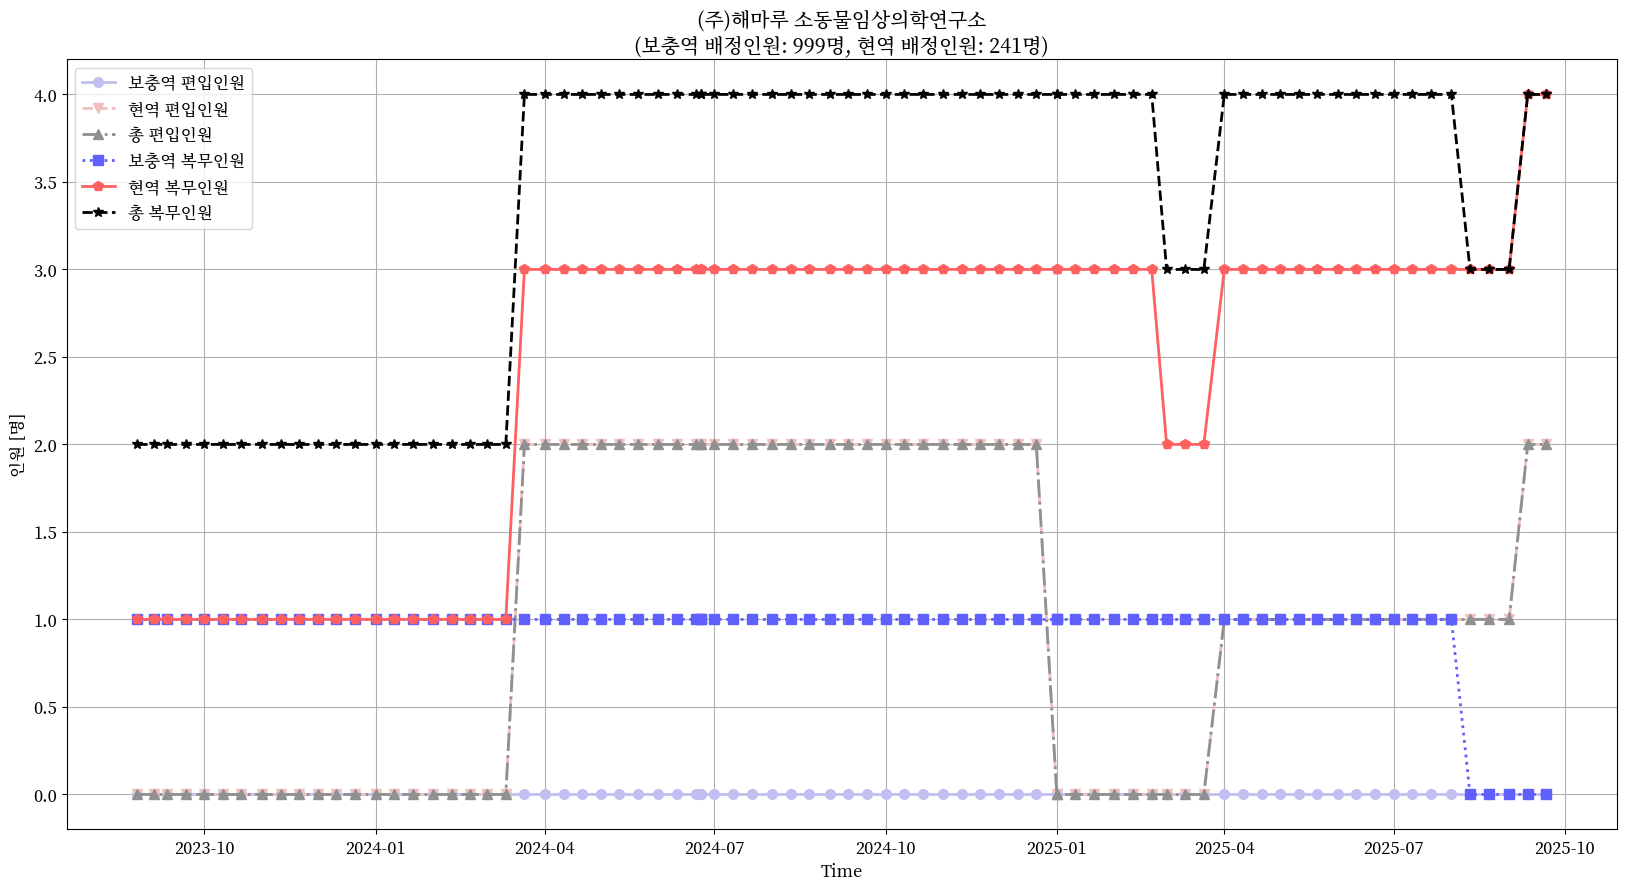 (주)해마루 소동물임상의학연구소
(보충역 배정인원: 999명, 현역 배정인원: 241명)
보충역 편입인원
현역 편입인원
총 편입인원
보충역 복무인원
현역 복무인원
총 복무인원
인원 [명]
4.0
3.5
3.0
2.5
2.0
1.5
1.0
0.5
0.0
2023-10 2024-01 2024-04 2024-07 2024-10 2025-01 2025-04 2025-07 2025-10
Time